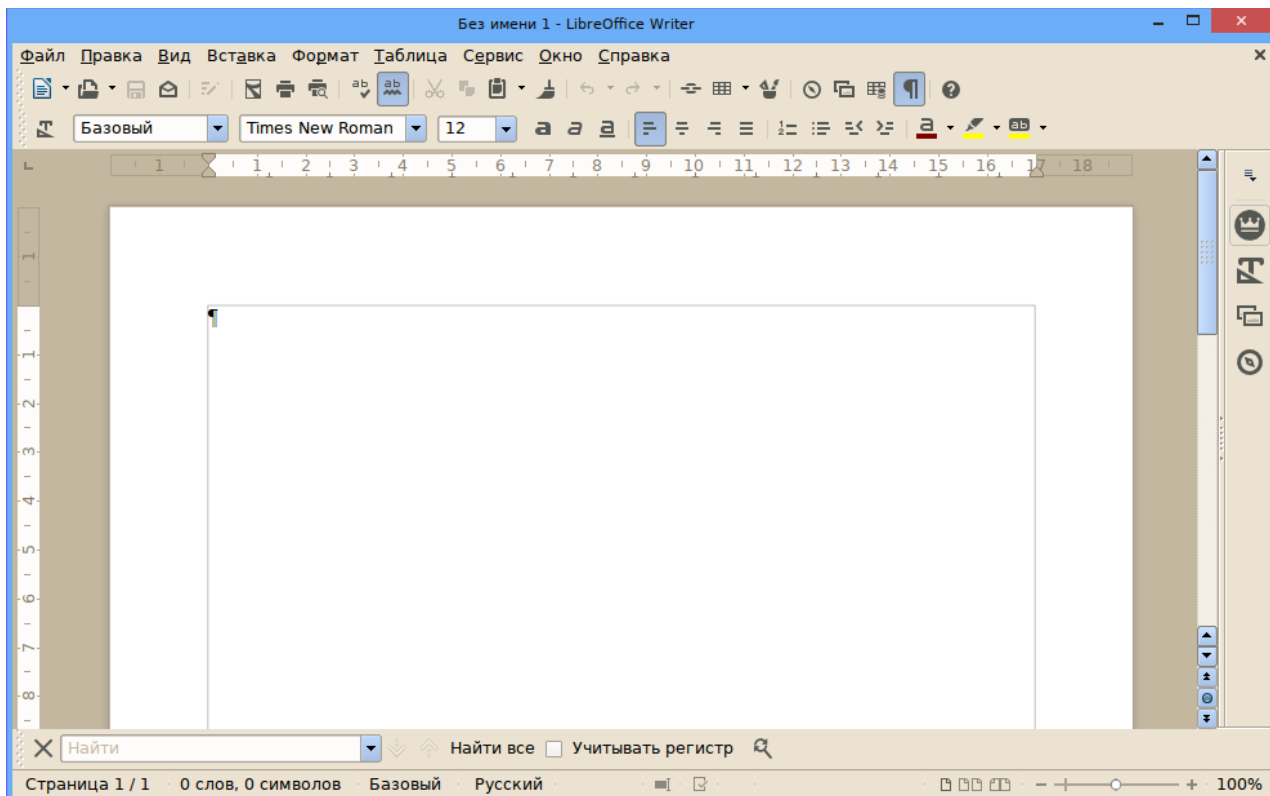 Без имени 1 - LibreOffice Writer
Файл Правка Вид Вставка Формат Таблица Сервис Окно Справка
Базовый Times New Roman 12
1 1 2 3 4 5 6 7 8 9 10 11 12 13 14 15 16 17 18
1
¶
1
2
3
4
5
6
7
8
Найти Найти все Учитывать регистр
Страница 1 / 1 0 слов, 0 символов Базовый Русский 100%